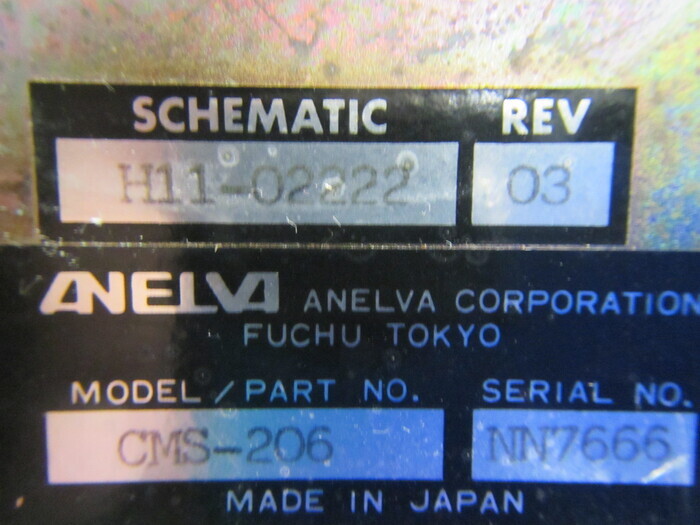 SCHEMATIC REV
H11-02222 03
ANELVA ANELVA CORPORATION
FUCHU TOKYO
MODEL/PART NO. SERIAL NO.
CMS-206 NN7666
MADE IN JAPAN